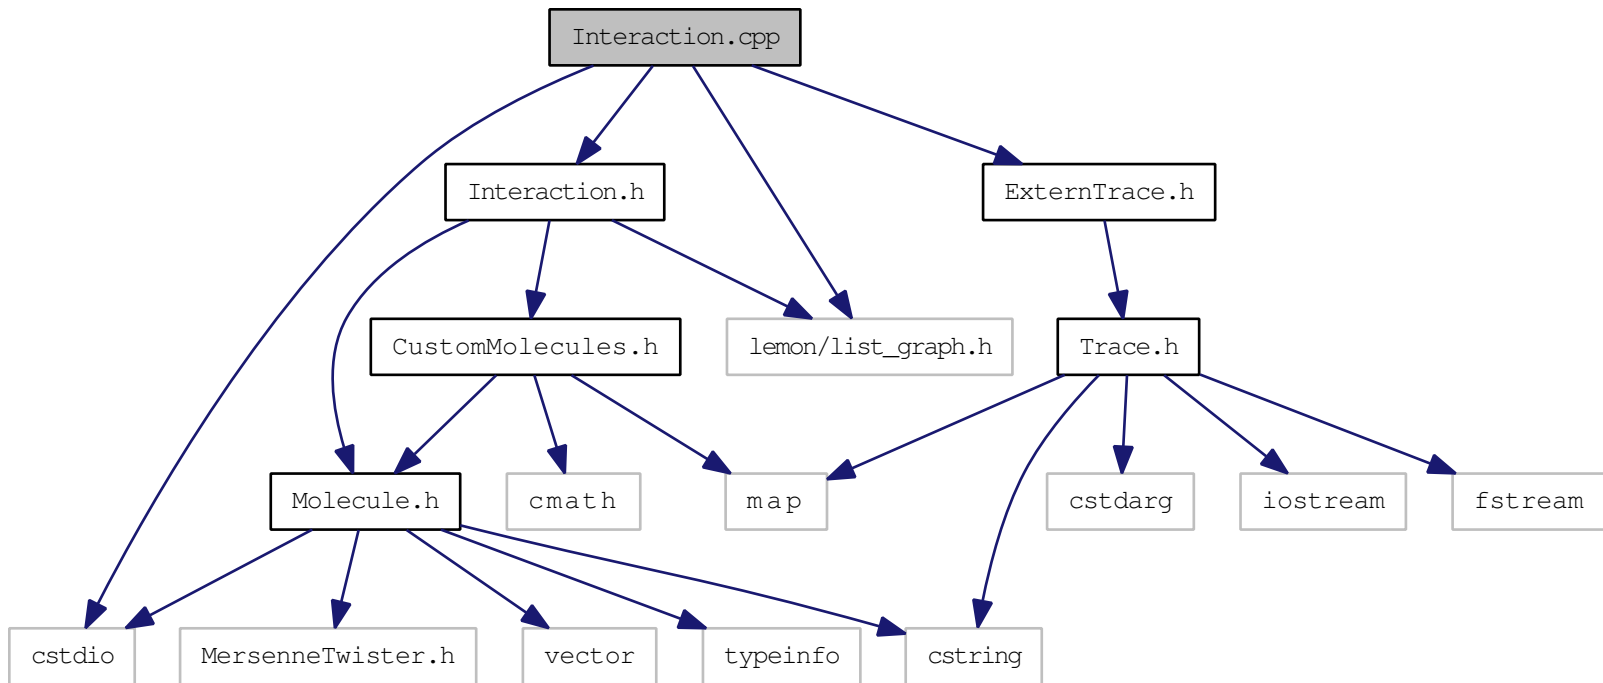 Interaction.cpp
Interaction.h
ExternTrace.h
CustomMolecules.h
lemon/list_graph.h
Trace.h
Molecule.h
cmath
map
cstdarg
iostream
fstream
cstdio
MersenneTwister.h
vector
typeinfo
cstring